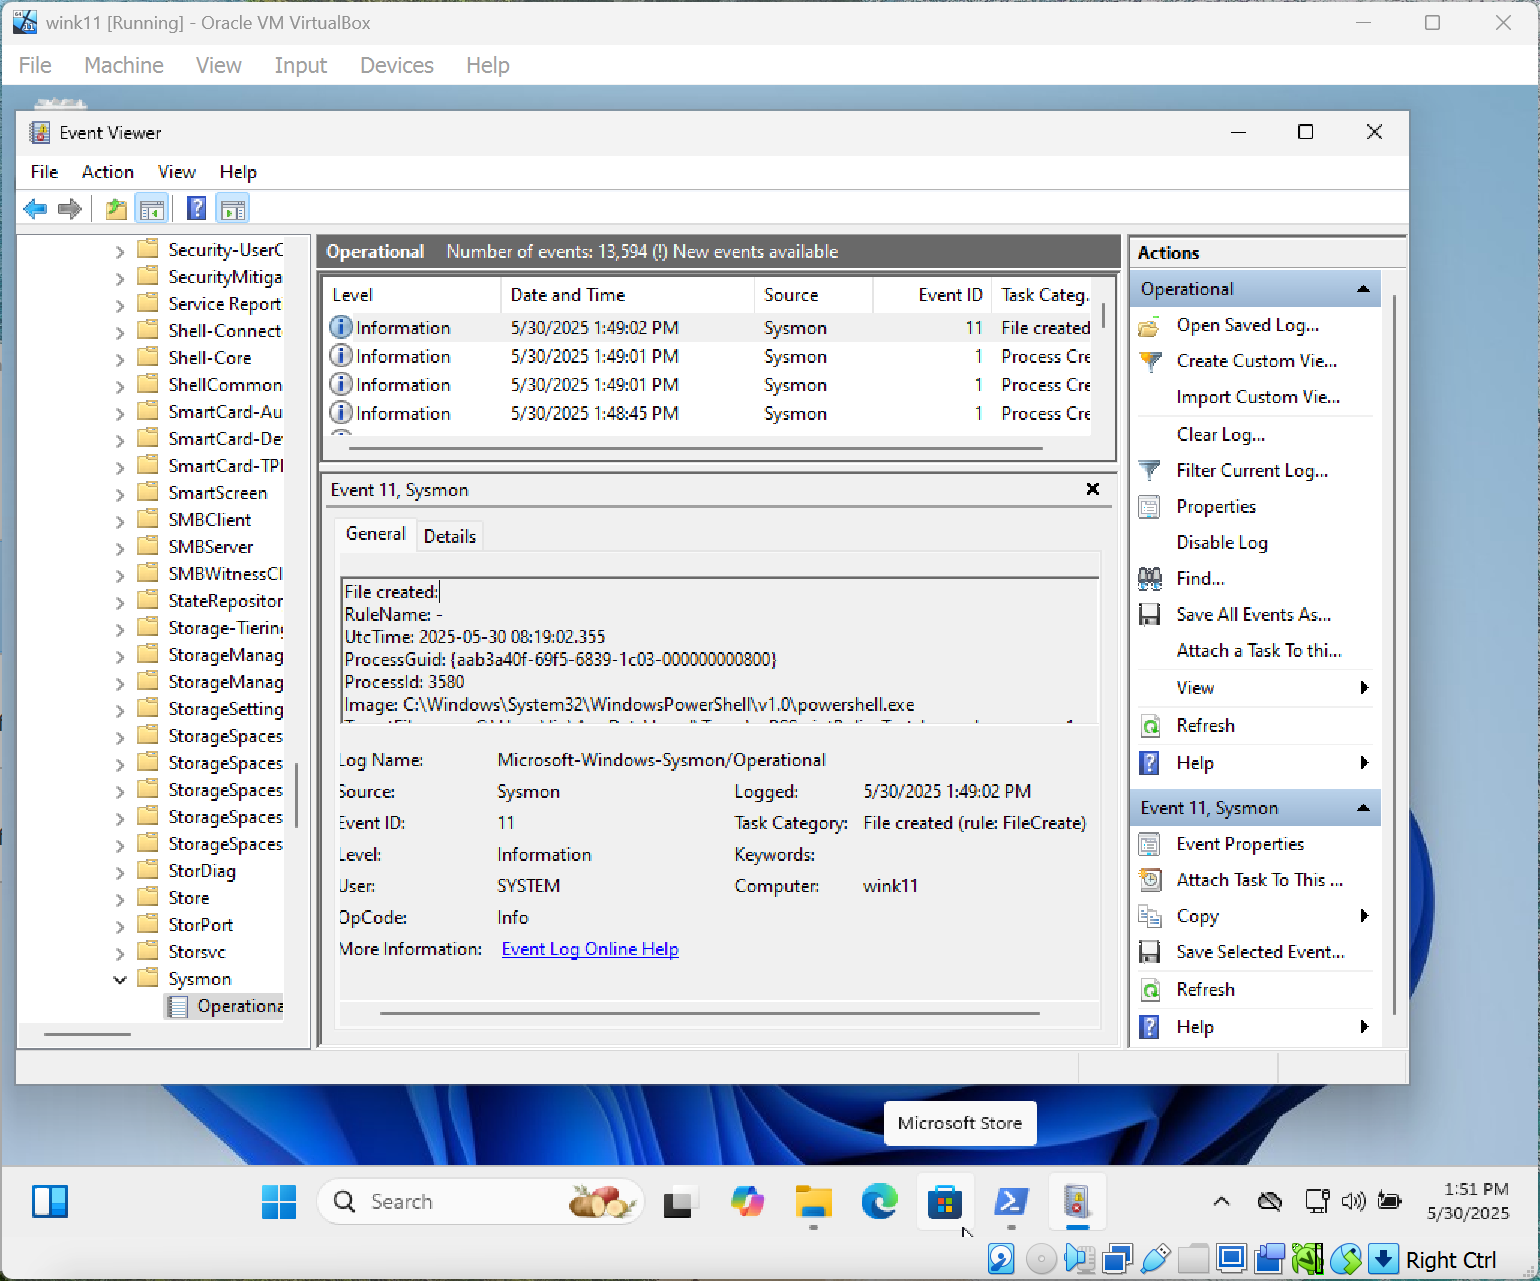 wink11 [Running] - Oracle VM VirtualBox
File Machine View Input Devices Help
Event Viewer
File Action View Help
Security-UserC
SecurityMitiga
Service Report
Shell-Connect
Shell-Core
ShellCommon
SmartCard-Au
SmartCard-De
SmartCard-TPI
SmartScreen
SMBClient
SMBServer
SMBWitnessCl
StateRepositor
Storage-Tiering
StorageManag
StorageManag
StorageSetting
StorageSpaces
StorageSpaces
StorageSpaces
StorageSpaces
StorageSpaces
StorDiag
Store
StorPort
Storsvc
Sysmon
Operationa
Operational Number of events: 13,594 (!) New events available
Level Date and Time Source Event ID Task Categ.
Information 5/30/2025 1:49:02 PM Sysmon 11 File created
Information 5/30/2025 1:49:01 PM Sysmon 1 Process Cre
Information 5/30/2025 1:49:01 PM Sysmon 1 Process Cre
Information 5/30/2025 1:48:45 PM Sysmon 1 Process Cre
Event 11, Sysmon
General Details
File created:
RuleName: -
UtcTime: 2025-05-30 08:19:02.355
ProcessGuid: {aab3a40f-69f5-6839-1c03-000000000800}
ProcessId: 3580
Image: C:\Windows\System32\WindowsPowerShell\v1.0\powershell.exe
Log Name: Microsoft-Windows-Sysmon/Operational
Source: Sysmon Logged: 5/30/2025 1:49:02 PM
Event ID: 11 Task Category: File created (rule: FileCreate)
Level: Information Keywords:
User: SYSTEM Computer: wink11
OpCode: Info
More Information: Event Log Online Help
Actions
Operational
Open Saved Log...
Create Custom Vie...
Import Custom Vie...
Clear Log...
Filter Current Log...
Properties
Disable Log
Find...
Save All Events As...
Attach a Task To thi...
View
Refresh
Help
Event 11, Sysmon
Event Properties
Attach Task To This ...
Copy
Save Selected Event...
Refresh
Help
Microsoft Store
Search
1:51 PM
5/30/2025
Right Ctrl